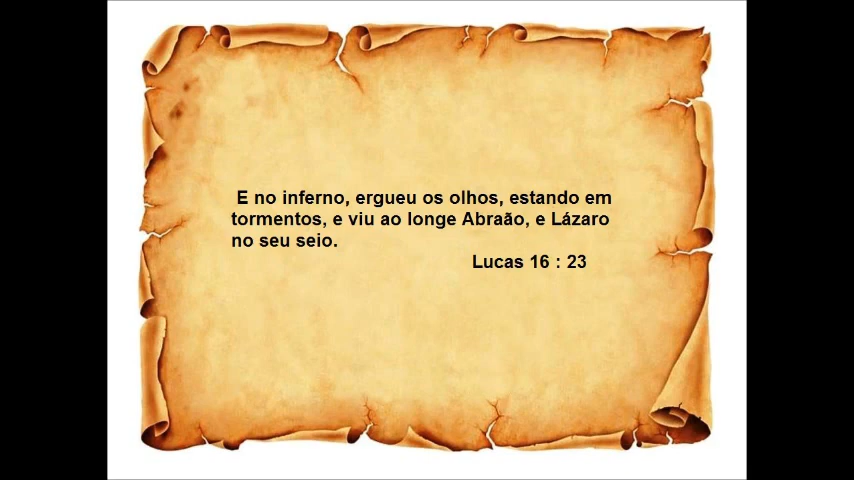 E no inferno, ergueu os olhos, estando em
tormentos, e viu ao longe Abraão, e Lázaro
no seu seio.
Lucas 16 : 23